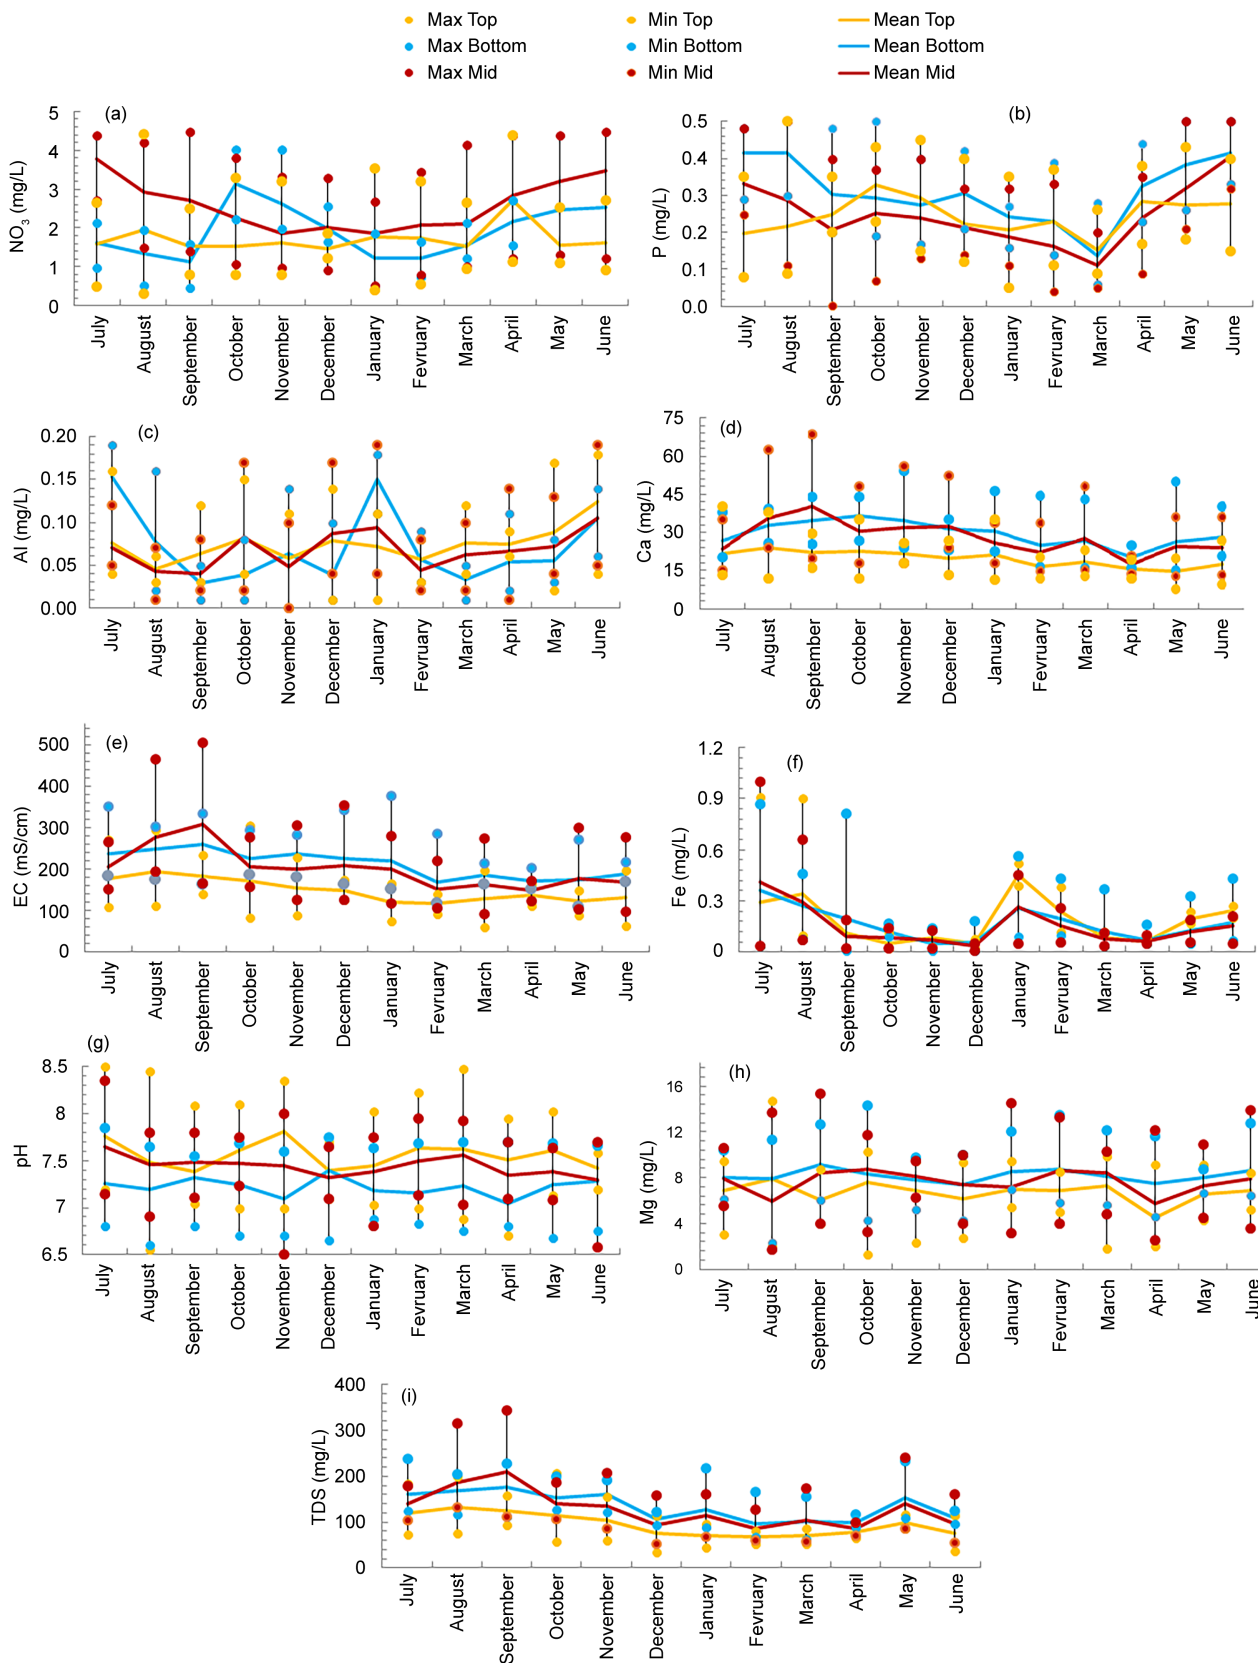 Max Top Min Top Mean Top
Max Bottom Min Bottom Mean Bottom
Max Mid Min Mid Mean Mid
(a)
NO3 (mg/L)
5
4
3
2
1
0
July August September October November December January Fevruary March April May June
(b)
P (mg/L)
0.5
0.4
0.3
0.2
0.1
0.0
July August September October November December January Fevruary March April May June
(c)
Al (mg/L)
0.20
0.15
0.10
0.05
0.00
July August September October November December January Fevruary March April May June
(d)
Ca (mg/L)
75
60
45
30
15
0
July August September October November December January Fevruary March April May June
(e)
EC (mS/cm)
500
400
300
200
100
0
July August September October November December January Fevruary March April May June
(f)
Fe (mg/L)
1.2
0.9
0.6
0.3
0
July August September October November December January Fevruary March April May June
(g)
pH
8.5
8
7.5
7
6.5
July August September October November December January Fevruary March April May June
(h)
Mg (mg/L)
16
12
8
4
0
July August September October November December January Fevruary March April May June
(i)
TDS (mg/L)
400
300
200
100
0
July August September October November December January Fevruary March April May June